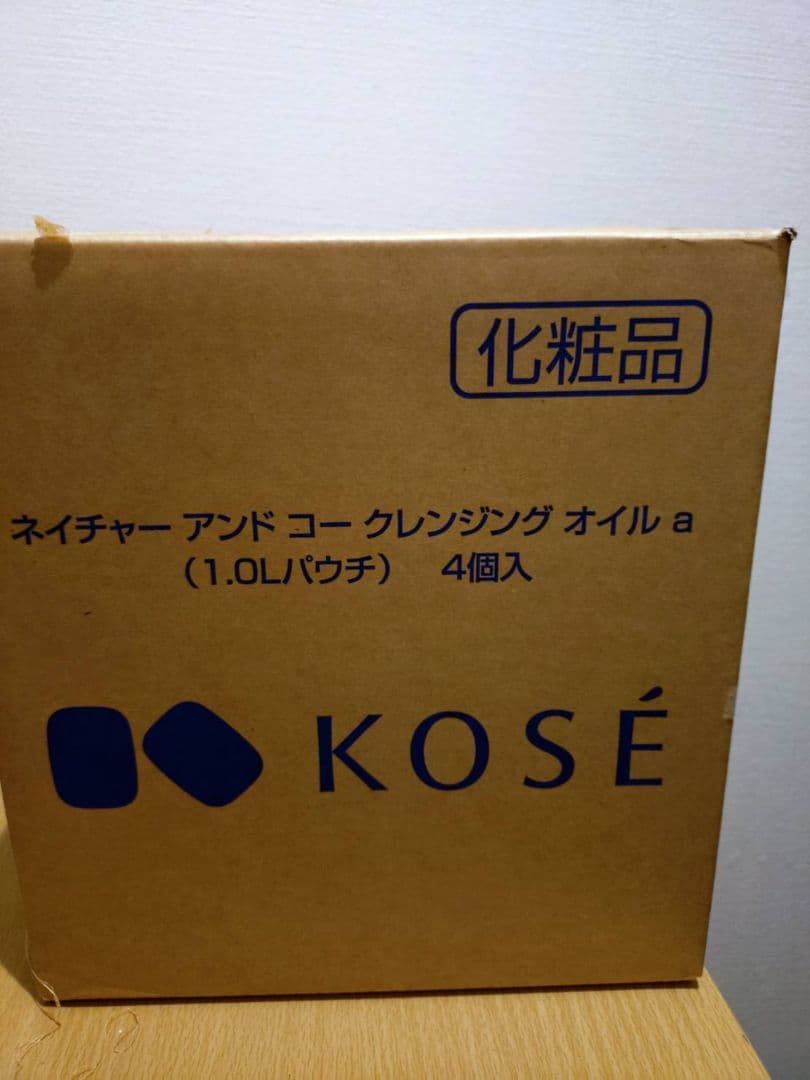 化粧品
ネイチャー アンド コー クレンジング オイル a
(1.0Lパウチ) 4個入
KOSÉ